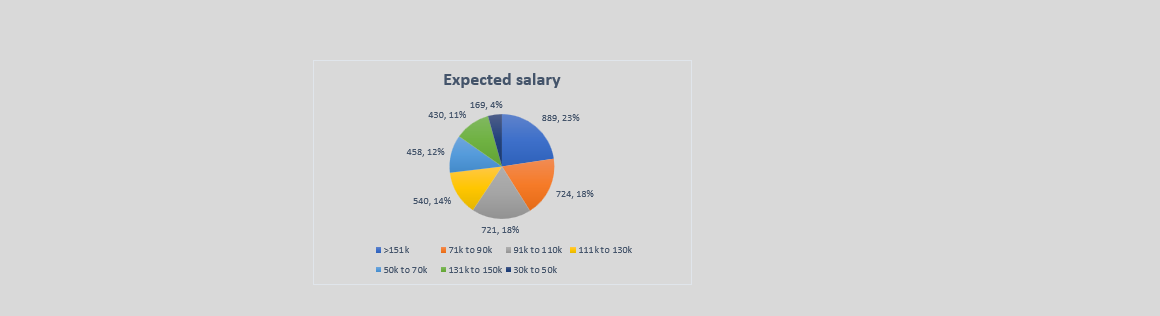 Expected salary
169, 4%
430, 11%
889, 23%
458, 12%
724, 18%
540, 14%
721, 18%
>151k 71k to 90k 91k to 110k 111k to 130k
50k to 70k 131k to 150k 30k to 50k